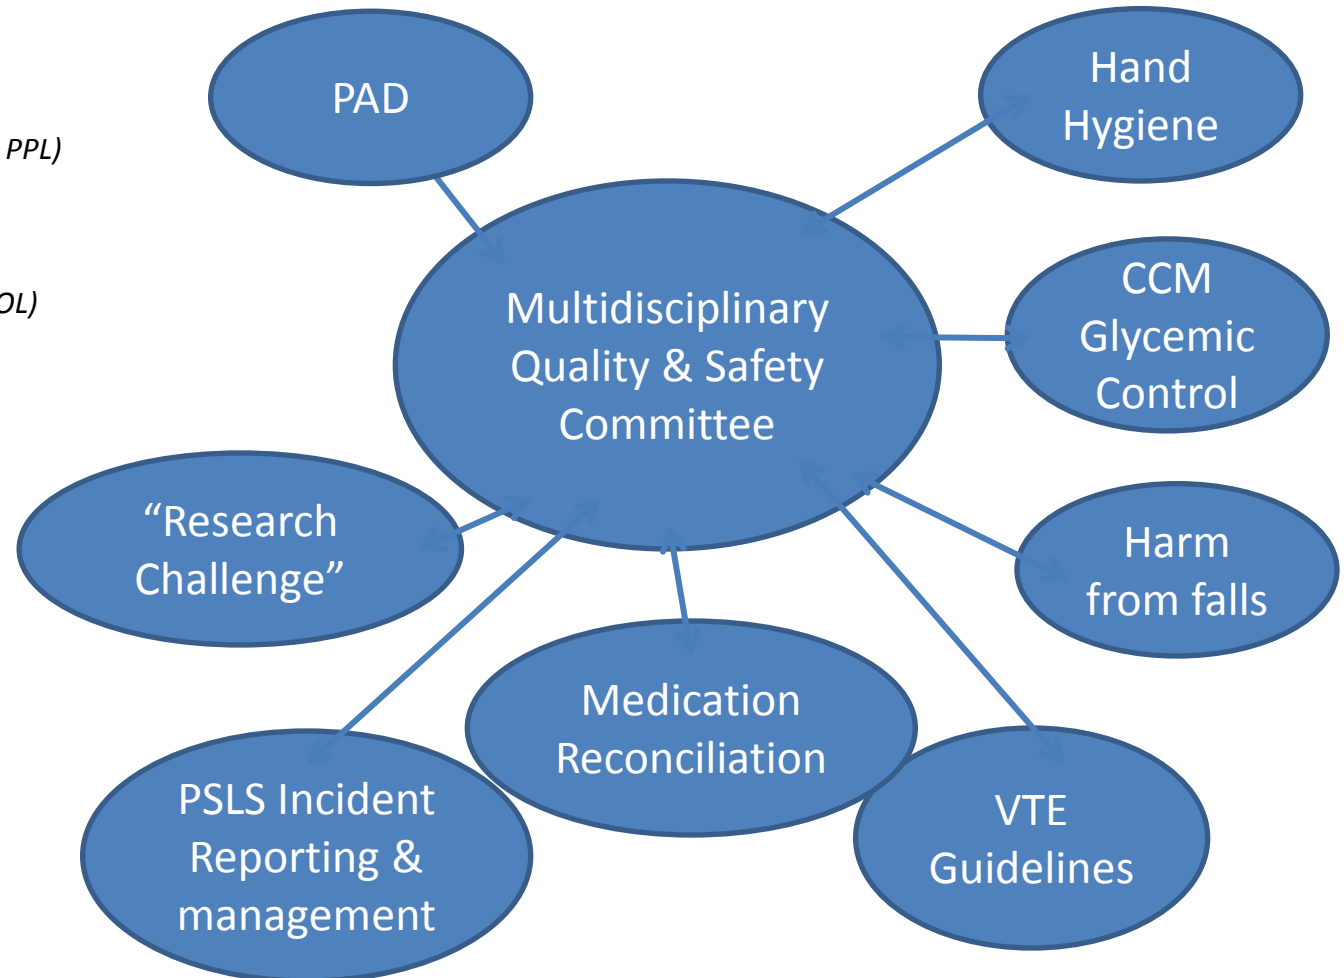 PAD
Hand
Hygiene
PPL)
OL)
CCM
Glycemic
Control
Multidisciplinary
Quality & Safety
Committee
“Research
Challenge”
Harm
from falls
Medication
Reconciliation
PSLS Incident
Reporting &
management
VTE
Guidelines